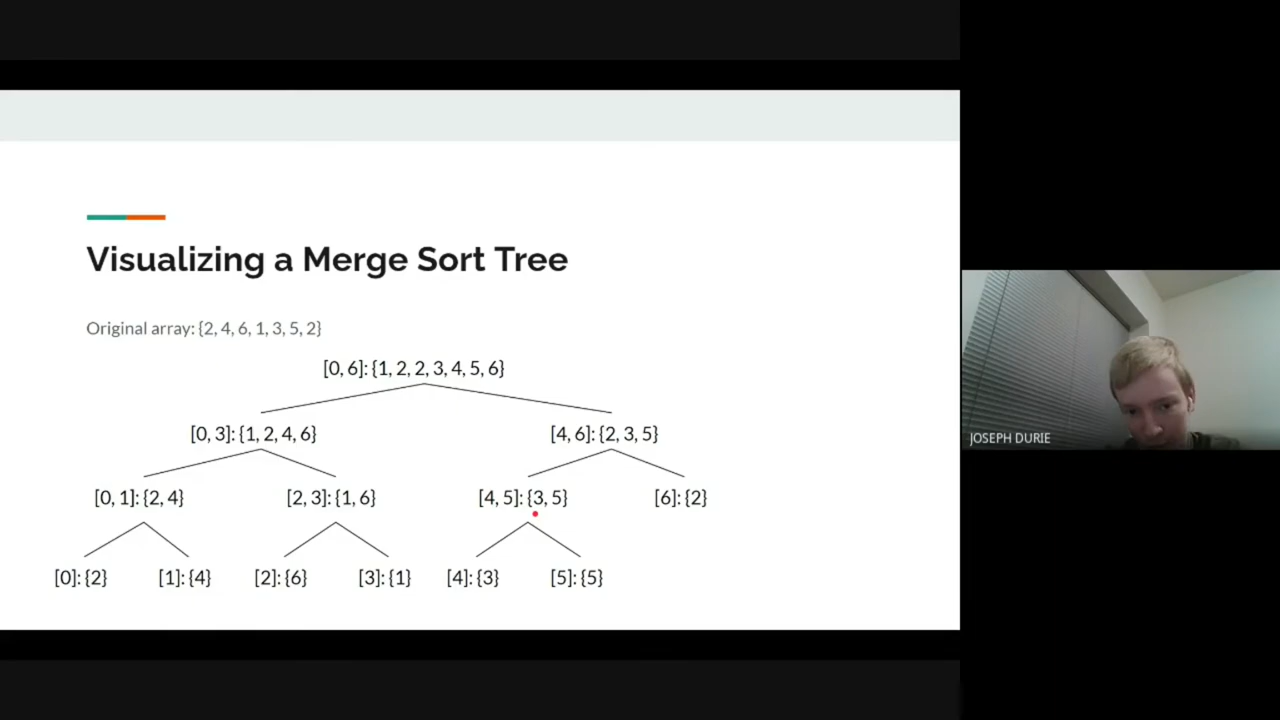 Visualizing a Merge Sort Tree
Original array: {2, 4, 6, 1, 3, 5, 2}
[0, 6]: {1, 2, 2, 3, 4, 5, 6}
[0, 3]: {1, 2, 4, 6}
[4, 6]: {2, 3, 5}
[0, 1]: {2, 4}
[2, 3]: {1, 6}
[4, 5]: {3, 5}
[6]: {2}
[0]: {2}
[1]: {4}
[2]: {6}
[3]: {1}
[4]: {3}
[5]: {5}
JOSEPH DURIE